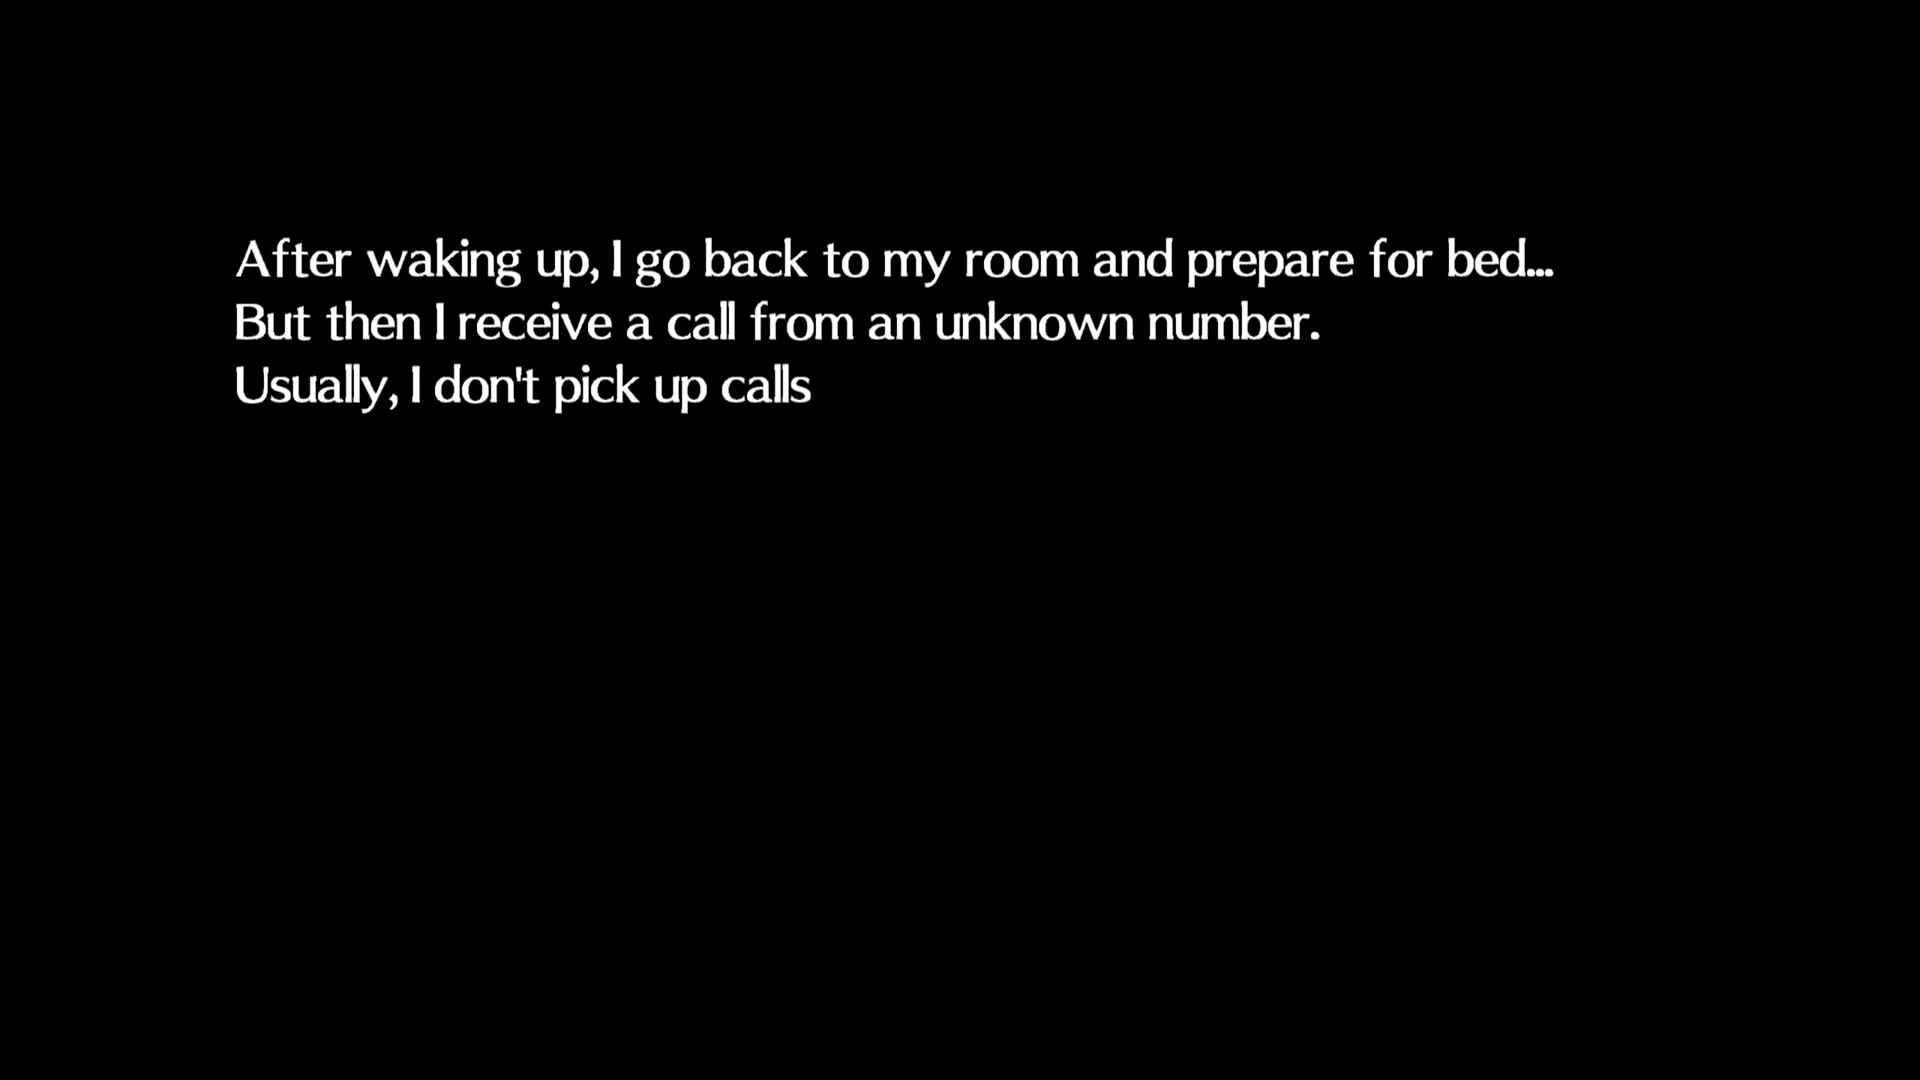 After waking up, I go back to my room and prepare for bed...
But then I receive a call from an unknown number.
Usually, I don't pick up calls